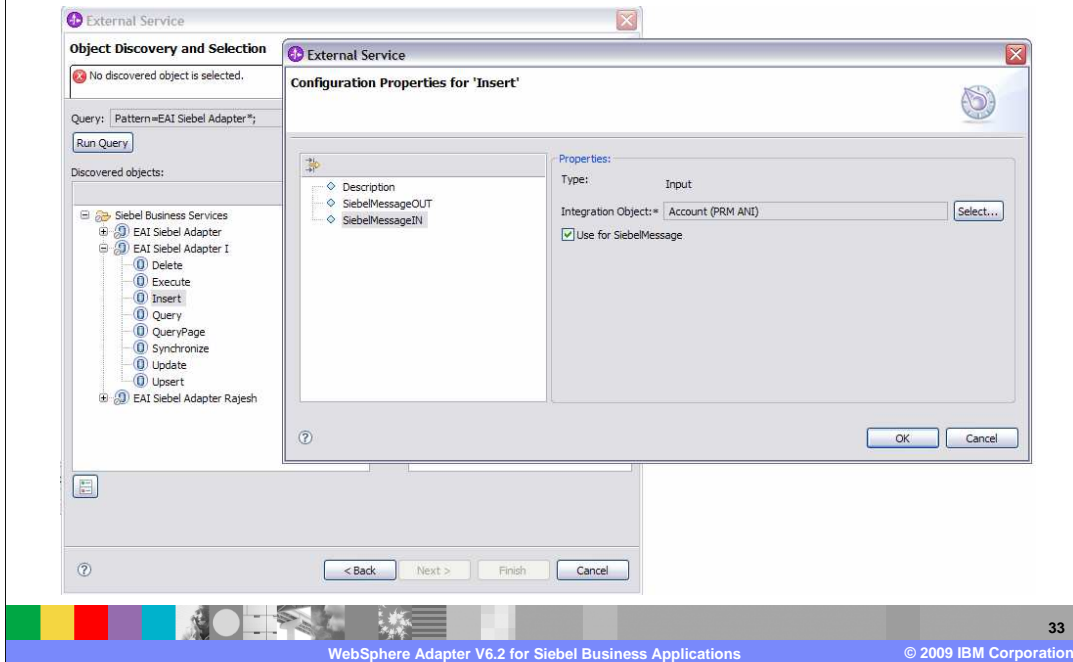 External Service
Object Discovery and Selection
No discovered object is selected.
Query: Pattern=EAI Siebel Adapter*;
Run Query
Discovered objects:
Siebel Business Services
EAI Siebel Adapter
EAI Siebel Adapter I
Delete
Execute
Insert
Query
QueryPage
Synchronize
Update
Upsert
EAI Siebel Adapter Rajesh
< Back
Next >
Finish
Cancel
External Service
Configuration Properties for 'Insert'
Description
SiebelMessageOUT
SiebelMessageIN
Properties:
Type: Input
Integration Object:* Account (PRM ANI) Select...
Use for SiebelMessage
OK
Cancel
33
WebSphere Adapter V6.2 for Siebel Business Applications
© 2009 IBM Corporation